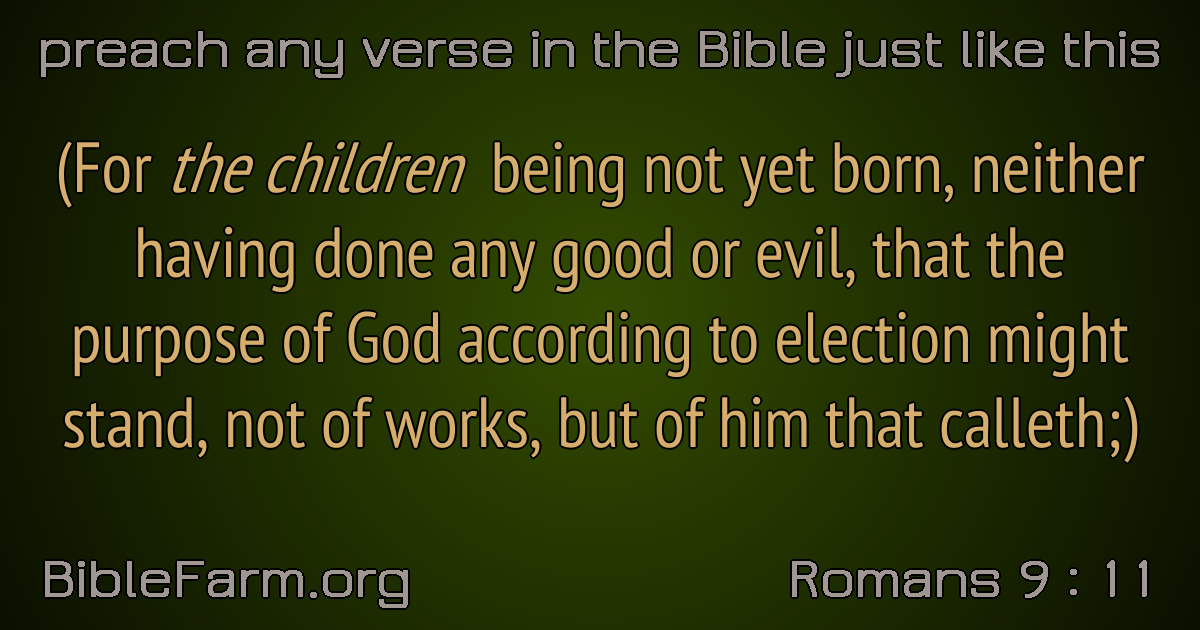 preach any verse in the Bible just like this
(For the children being not yet born, neither
having done any good or evil, that the
purpose of God according to election might
stand, not of works, but of him that calleth;)
BibleFarm.org
Romans 9 : 11